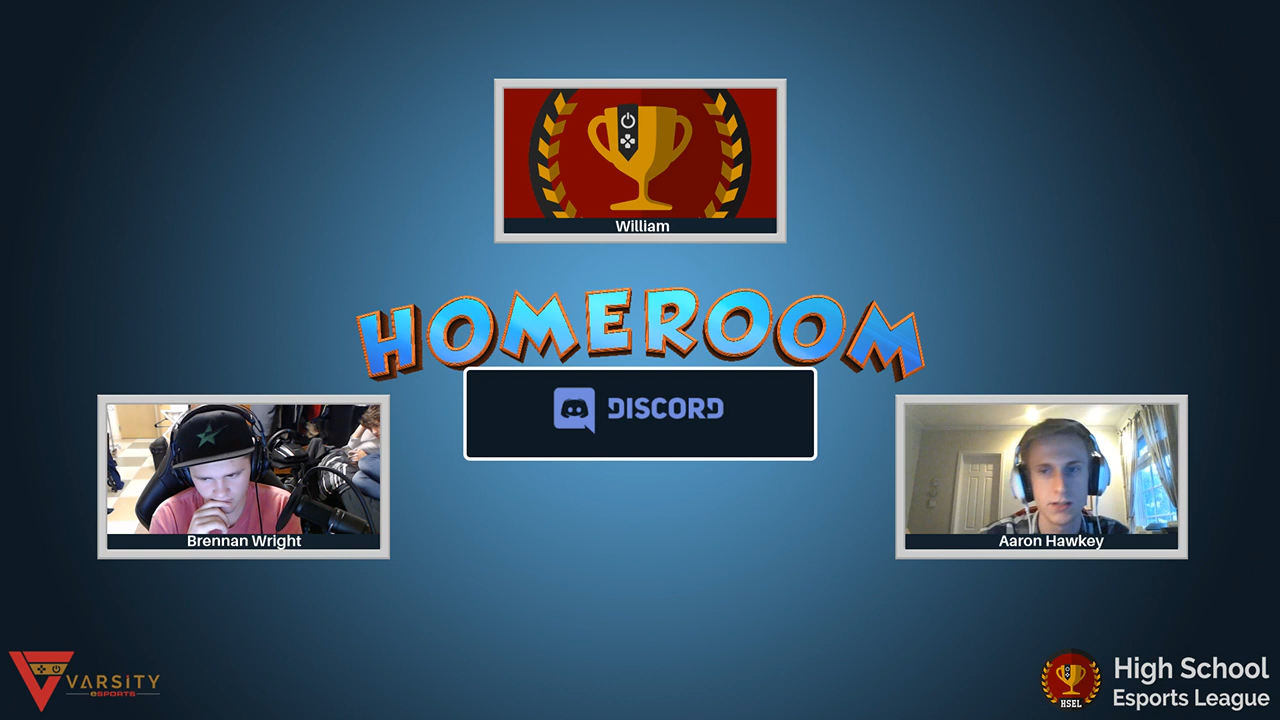 William
HOMEROOM
DISCORD
Brennan Wright
Aaron Hawkey
VARSITY
eSPORTS
HSEL
High School
Esports League